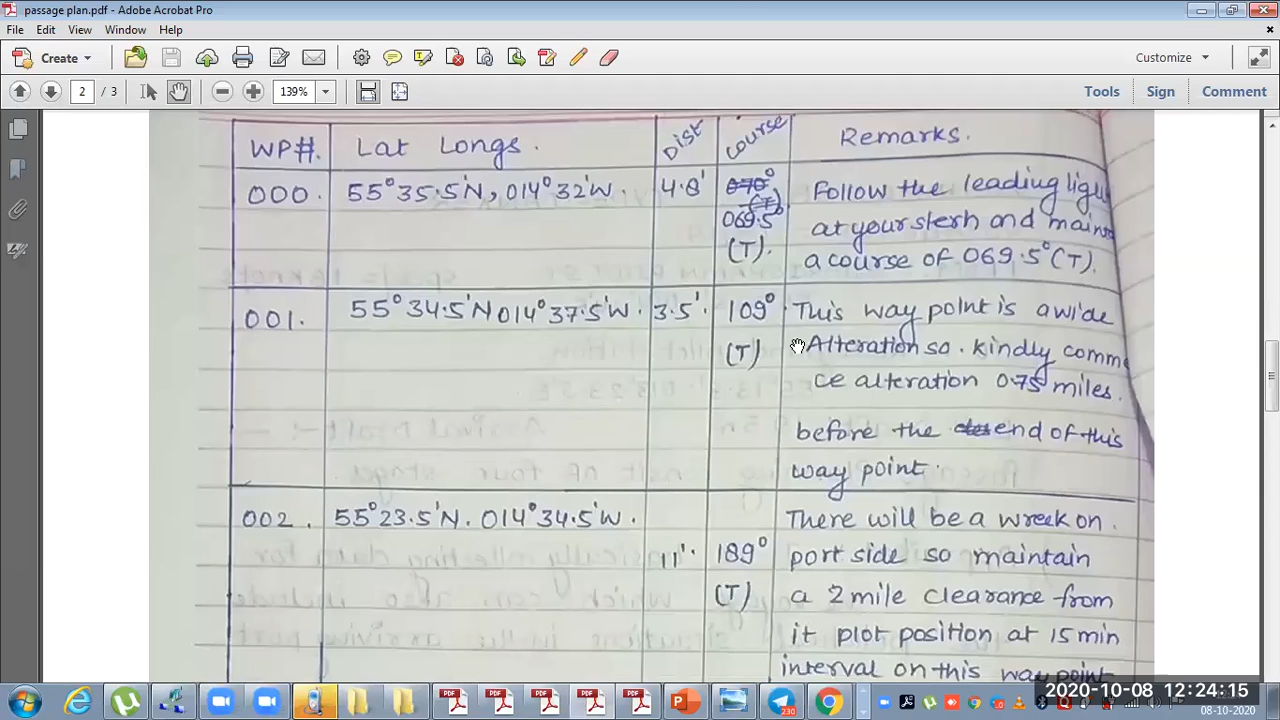 passage plan.pdf - Adobe Acrobat Pro
File Edit View Window Help
Create
Customize
2 / 3
139%
Tools Sign Comment
WP#. Lat Longs. Dist course Remarks.
000. 55°35.5'N, 014°32'W. 4.8' 070° (T) 069.5° (T). Follow the leading
at your stern and
a course of 069.5°(T).
001. 55°34.5'N 014°37.5'W. 3.5'. 109° (T) This way point is a wide
Alteration so. kindly comme
ce alteration 0.75 miles.
before the end of this
way point.
002. 55°23.5'N. 014°34.5'W. There will be a wreek on.
11'. 189° (T) port side so maintain
a 2 mile clearance from
it plot position at 15 min
interval on this way point
230
2020-10-08 12:24:15
08-10-2020